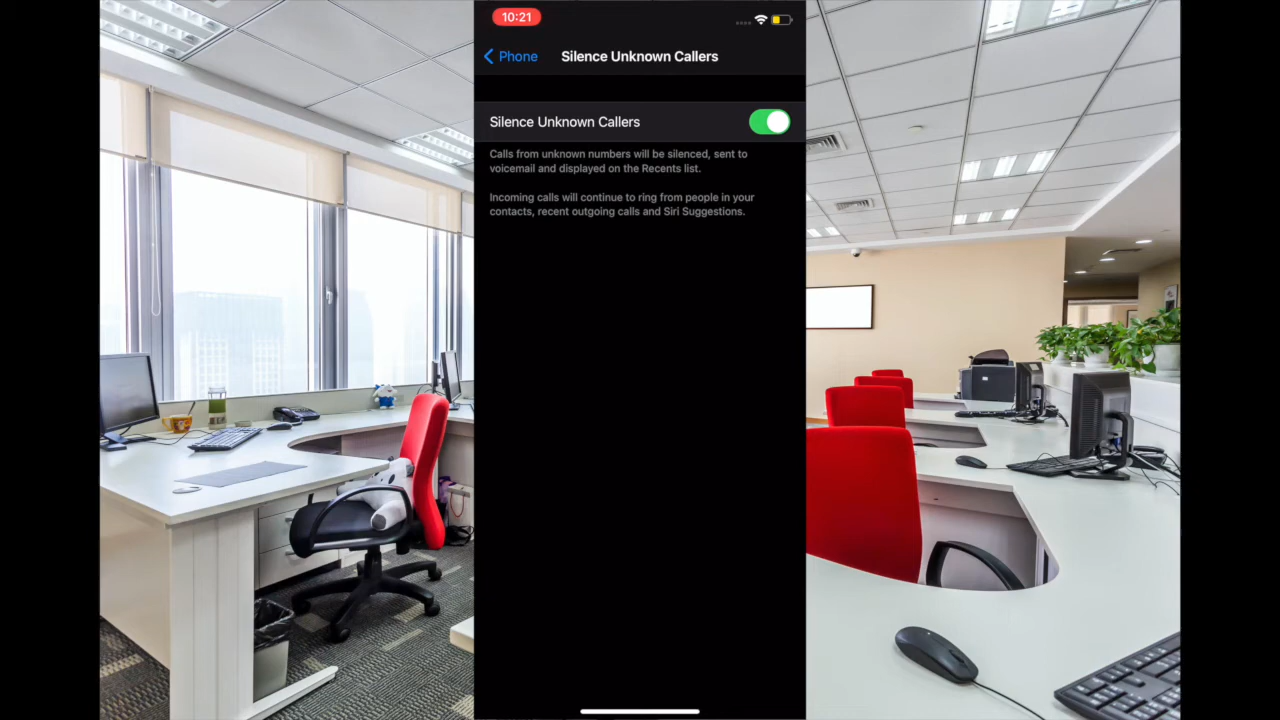 10:21
Phone
Silence Unknown Callers
Silence Unknown Callers
Calls from unknown numbers will be silenced, sent to
voicemail and displayed on the Recents list.
Incoming calls will continue to ring from people in your
contacts, recent outgoing calls and Siri Suggestions.